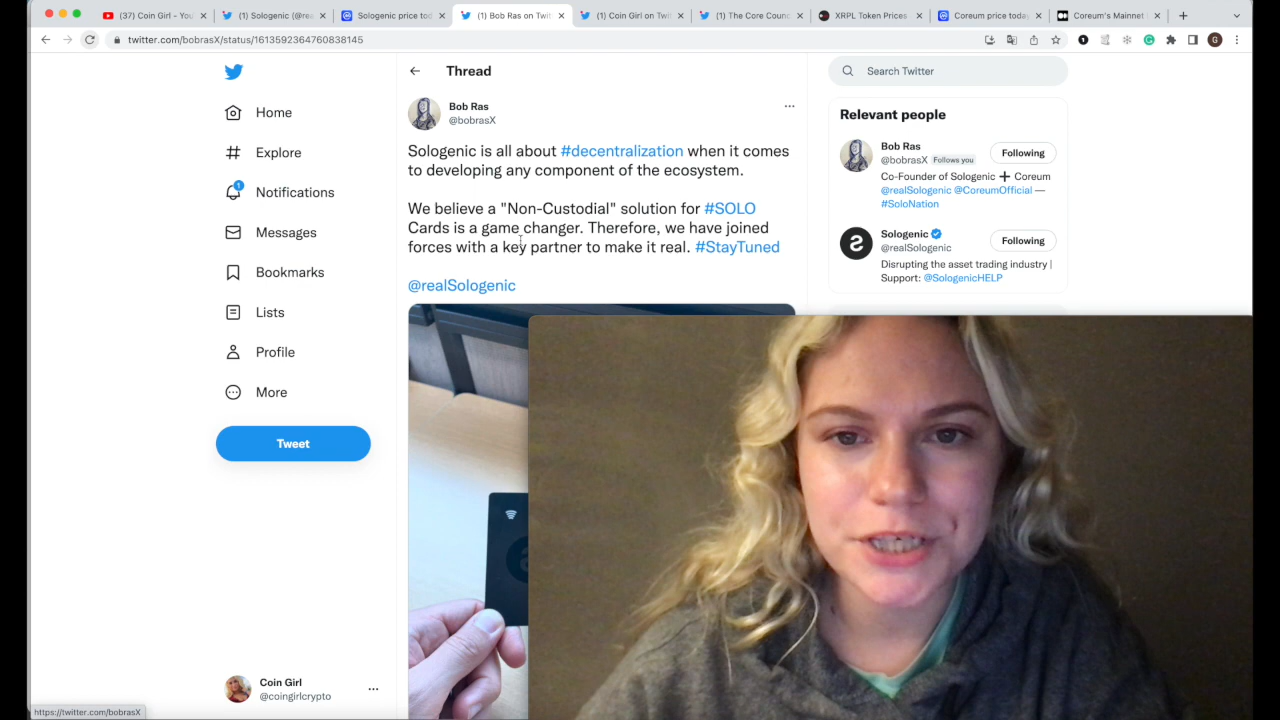 (37) Coin Girl - You
(1) Sologenic (@rea
Sologenic price tod
(1) Bob Ras on Twit
(1) Coin Girl on Twi
(1) The Core Counc
XRPL Token Prices
Coreum price today
Coreum's Mainnet
twitter.com/bobrasX/status/1613592364760838145
G
Thread
Search Twitter
Home
Explore
1
Notifications
Messages
Bookmarks
Lists
Profile
More
Tweet
Bob Ras
@bobrasX
Sologenic is all about #decentralization when it comes
to developing any component of the ecosystem.
We believe a "Non-Custodial" solution for #SOLO
Cards is a game changer. Therefore, we have joined
forces with a key partner to make it real. #StayTuned
@realSologenic
Relevant people
Bob Ras
@bobrasX Follows you
Following
Co-Founder of Sologenic ➕ Coreum
@realSologenic @CoreumOfficial —
#SoloNation
Sologenic
@realSologenic
Following
Disrupting the asset trading industry |
Support: @SologenicHELP
Coin Girl
@coingirlcrypto
https://twitter.com/bobrasX